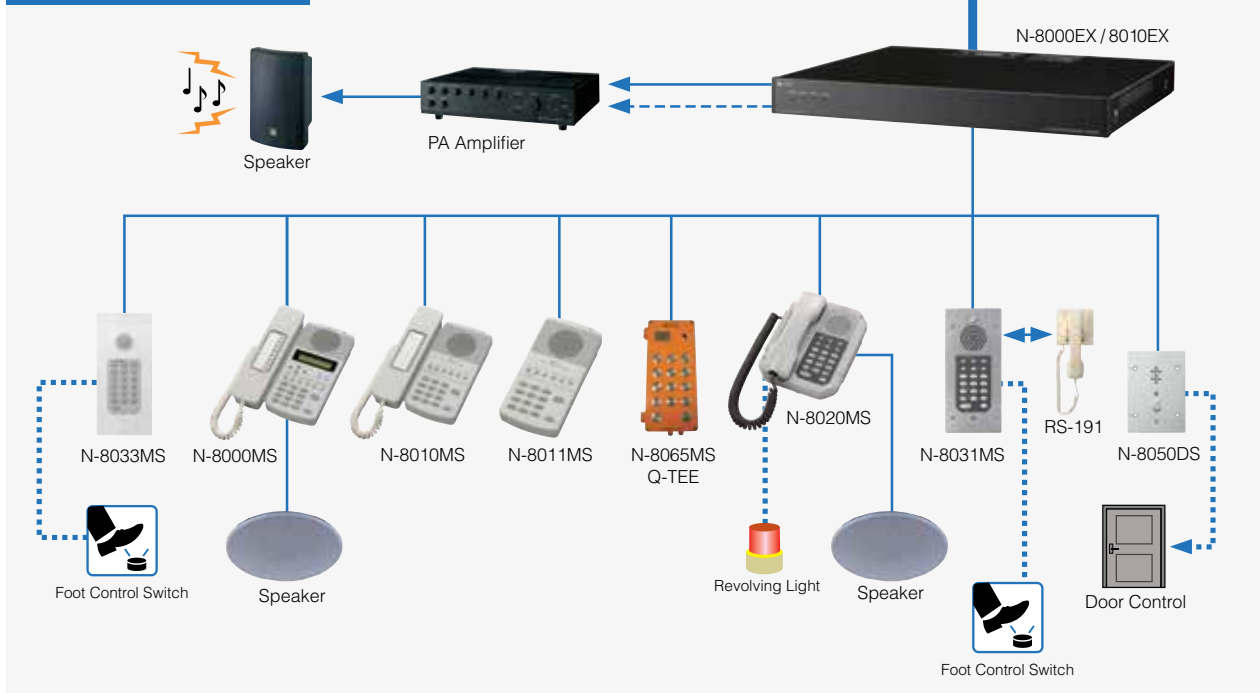 N-8000EX / 8010EX
PA Amplifier
Speaker
N-8033MS
N-8000MS
N-8010MS
N-8011MS
N-8065MS
Q-TEE
N-8020MS
N-8031MS
RS-191
N-8050DS
Foot Control Switch
Speaker
Revolving Light
Speaker
Foot Control Switch
Door Control